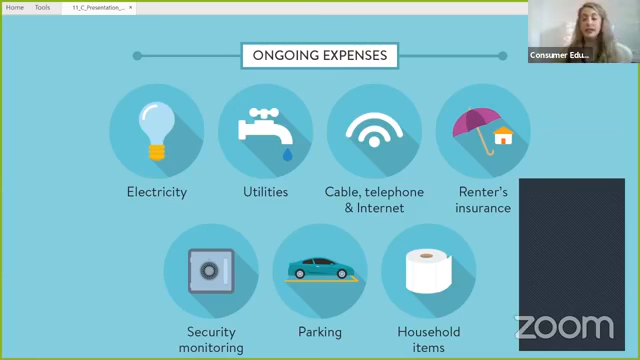 Home Tools 11_C_Presentation_... ×
Consumer Edu...
ONGOING EXPENSES
Electricity
Utilities
Cable, telephone
& Internet
Renter's
insurance
Security
monitoring
Parking
Household
items
zoom